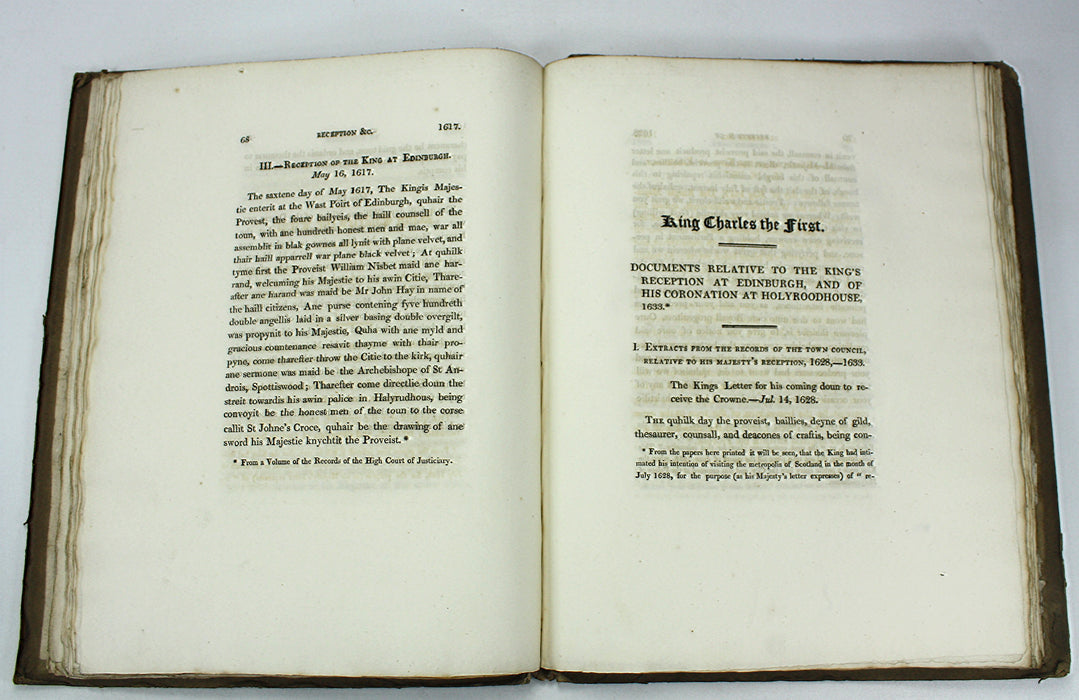 68 RECEPTION &c. 1617.
III.—Reception of the King at Edinburgh.
May 16, 1617.
The saxtene day of May 1617, The Kingis Majes-
tie enterit at the Wast Poirt of Edinburgh, quhair the
Provest, the foure bailyeis, the haill counsell of the
toun, with ane hundreth honest men and mae, war all
assemblit in blak gownes all lynit with plane velvet, and
thair haill apparrell war plane black velvet; At quhilk
tyme first the Proveist William Nisbet maid ane har-
rand, welcuming his Majestie to his awin Citie, Thare-
after ane harand was maid be Mr John Hay in name of
the haill citizens, Ane purse contening fyve hundreth
double angellis laid in a silver basing double overgilt,
was propynit to his Majestie, Quha with ane myld and
gracious countenance resavit thayme with thair pro-
pyne, come tharefter throw the Citie to the kirk, quhair
ane sermone was maid be the Archebishope of St An-
drois, Spottiswood; Tharefter come directlie doun the
streit towardis his awin palice in Halyrudhous, being
convoyit be the honest men of the toun to the corse
callit St Johne's Croce, quhair be the drawing of ane
sword his Majestie knychtit the Proveist.*
* From a Volume of the Records of the High Court of Justiciary.
King Charles the First.
DOCUMENTS RELATIVE TO THE KING'S
RECEPTION AT EDINBURGH, AND OF
HIS CORONATION AT HOLYROODHOUSE,
1633.*
I. Extracts from the records of the town council,
relative to his majesty's reception, 1628,—1633.
The Kings Letter for his coming doun to re-
ceive the Crowne.—Jul. 14, 1628.
The quhilk day the proveist, baillies, deyne of gild,
thesaurer, counsall, and deacones of craftis, being con-
* From the papers here printed it will be seen, that the King had inti-
mated his intention of visiting the metropolis of Scotland in the month of
July 1628, for the purpose (as his Majesty's letter expresses) of " re-